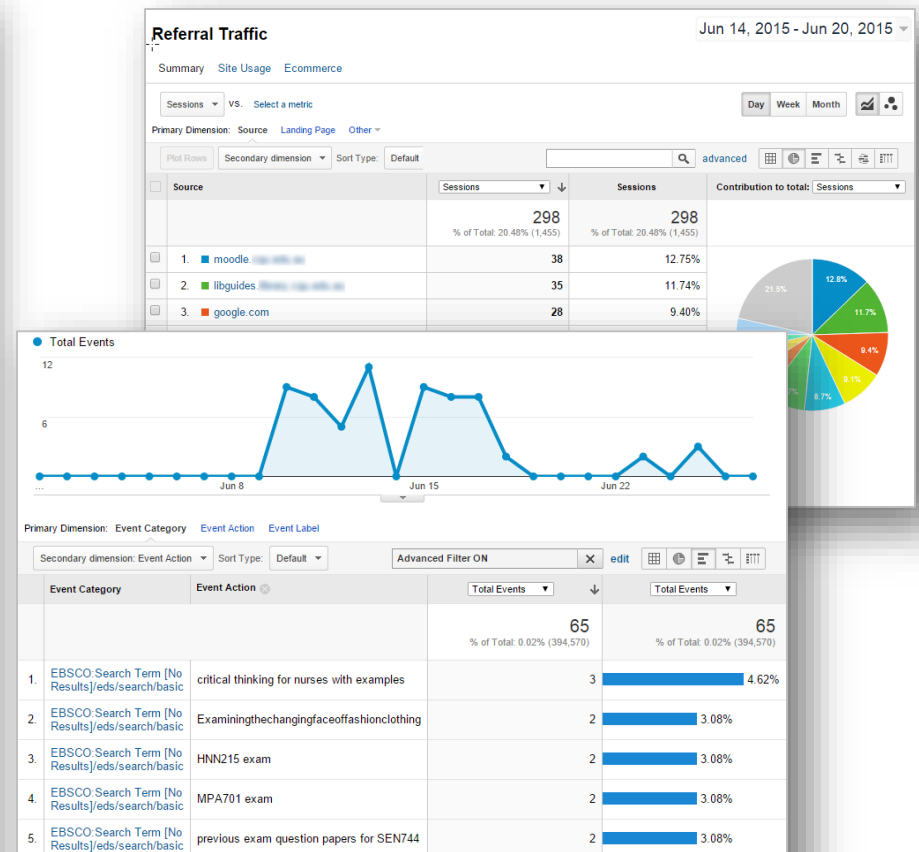 Referral Traffic
Jun 14, 2015 - Jun 20, 2015
Summary Site Usage Ecommerce
Sessions VS. Select a metric
Day Week Month
Primary Dimension: Source Landing Page Other
Plot Rows Secondary dimension Sort Type: Default
advanced
Source Sessions Sessions Contribution to total: Sessions
298 298
% of Total: 20.48% (1,455) % of Total: 20.48% (1,455)
1. moodle. 38 12.75%
2. libguides. 35 11.74%
3. google.com 28 9.40%
21.5%
12.8%
11.7%
9.4%
9.1%
8.7%
Total Events
12
6
...
Jun 8 Jun 15 Jun 22
Primary Dimension: Event Category Event Action Event Label
Secondary dimension: Event Action Sort Type: Default Advanced Filter ON edit
Event Category Event Action Total Events Total Events
65 65
% of Total: 0.02% (394,570) % of Total: 0.02% (394,570)
1. EBSCO:Search Term [No
Results]/eds/search/basic critical thinking for nurses with examples 3 4.62%
2. EBSCO:Search Term [No
Results]/eds/search/basic Examiningthechangingfaceoffashionclothing 2 3.08%
3. EBSCO:Search Term [No
Results]/eds/search/basic HNN215 exam 2 3.08%
4. EBSCO:Search Term [No
Results]/eds/search/basic MPA701 exam 2 3.08%
5. EBSCO:Search Term [No
Results]/eds/search/basic previous exam question papers for SEN744 2 3.08%